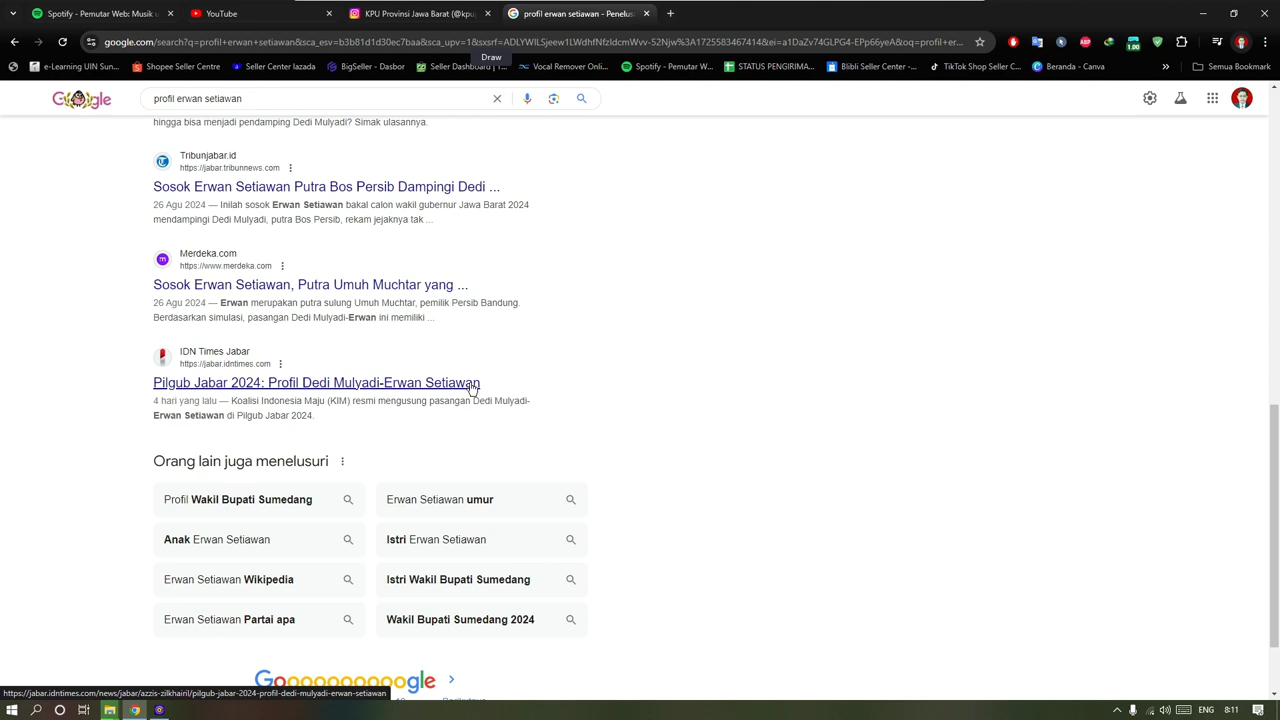 Spotify - Pemutar Web: Musik u
YouTube
KPU Provinsi Jawa Barat (@kpu
profil erwan setiawan - Penelus
google.com/search?q=profil+erwan+setiawan&sca_esv=b3b81d1d30ec7baa&sca_upv=1&sxsrf=ADLYWILSjeew1LWdhfNfzIdcmWvv-52Njw%3A1725583467414&ei=a1DaZv74GLPG4-EPp66yeA&oq=profil+er...
1.00
e-Learning UIN Sun...
Shopee Seller Centre
Seller Center lazada
BigSeller - Dasbor
Seller Dashboard | T...
Vocal Remover Onli...
Spotify - Pemutar W...
STATUS PENGIRIMA...
Blibli Seller Center -...
TikTok Shop Seller C...
Beranda - Canva
Semua Bookmark
Draw
Google
profil erwan setiawan
hingga bisa menjadi pendamping Dedi Mulyadi? Simak ulasannya.
Tribunjabar.id
https://jabar.tribunnews.com
Sosok Erwan Setiawan Putra Bos Persib Dampingi Dedi ...
26 Agu 2024 — Inilah sosok Erwan Setiawan bakal calon wakil gubernur Jawa Barat 2024
mendampingi Dedi Mulyadi, putra Bos Persib, rekam jejaknya tak ...
Merdeka.com
https://www.merdeka.com
Sosok Erwan Setiawan, Putra Umuh Muchtar yang ...
26 Agu 2024 — Erwan merupakan putra sulung Umuh Muchtar, pemilik Persib Bandung.
Berdasarkan simulasi, pasangan Dedi Mulyadi-Erwan ini memiliki ...
IDN Times Jabar
https://jabar.idntimes.com
Pilgub Jabar 2024: Profil Dedi Mulyadi-Erwan Setiawan
4 hari yang lalu — Koalisi Indonesia Maju (KIM) resmi mengusung pasangan Dedi Mulyadi-
Erwan Setiawan di Pilgub Jabar 2024.
Orang lain juga menelusuri
Profil Wakil Bupati Sumedang
Erwan Setiawan umur
Anak Erwan Setiawan
Istri Erwan Setiawan
Erwan Setiawan Wikipedia
Istri Wakil Bupati Sumedang
Erwan Setiawan Partai apa
Wakil Bupati Sumedang 2024
Goooooooooogle
https://jabar.idntimes.com/news/jabar/azzis-zilkhairil/pilgub-jabar-2024-profil-dedi-mulyadi-erwan-setiawan
ENG
8:11